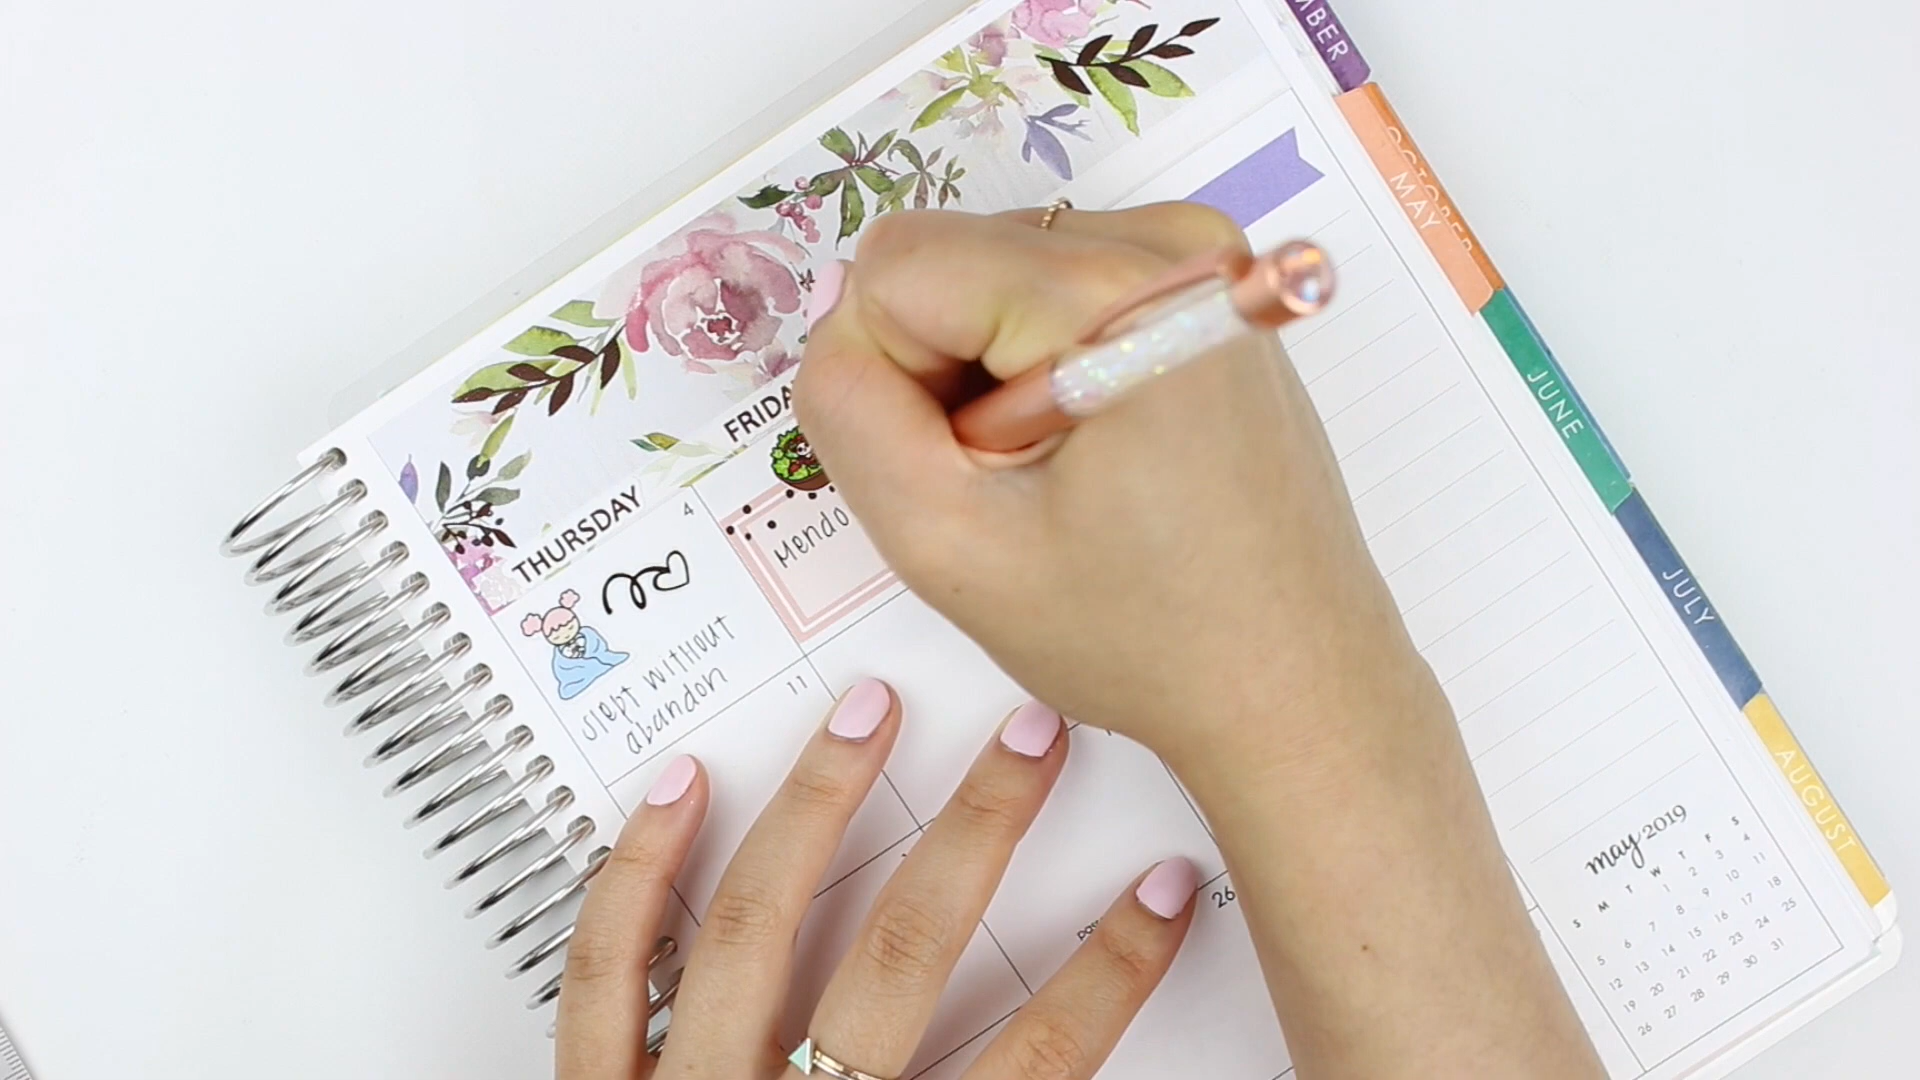 MBER
OCTOBER
MAY
JUNE
JULY
AUGUST
THURSDAY
FRIDA
4
slept without
abandon
Mendo
11
26
may 2019
S M T W T F S
1 2 3 4
5 6 7 8 9 10 11
12 13 14 15 16 17 18
19 20 21 22 23 24 25
26 27 28 29 30 31